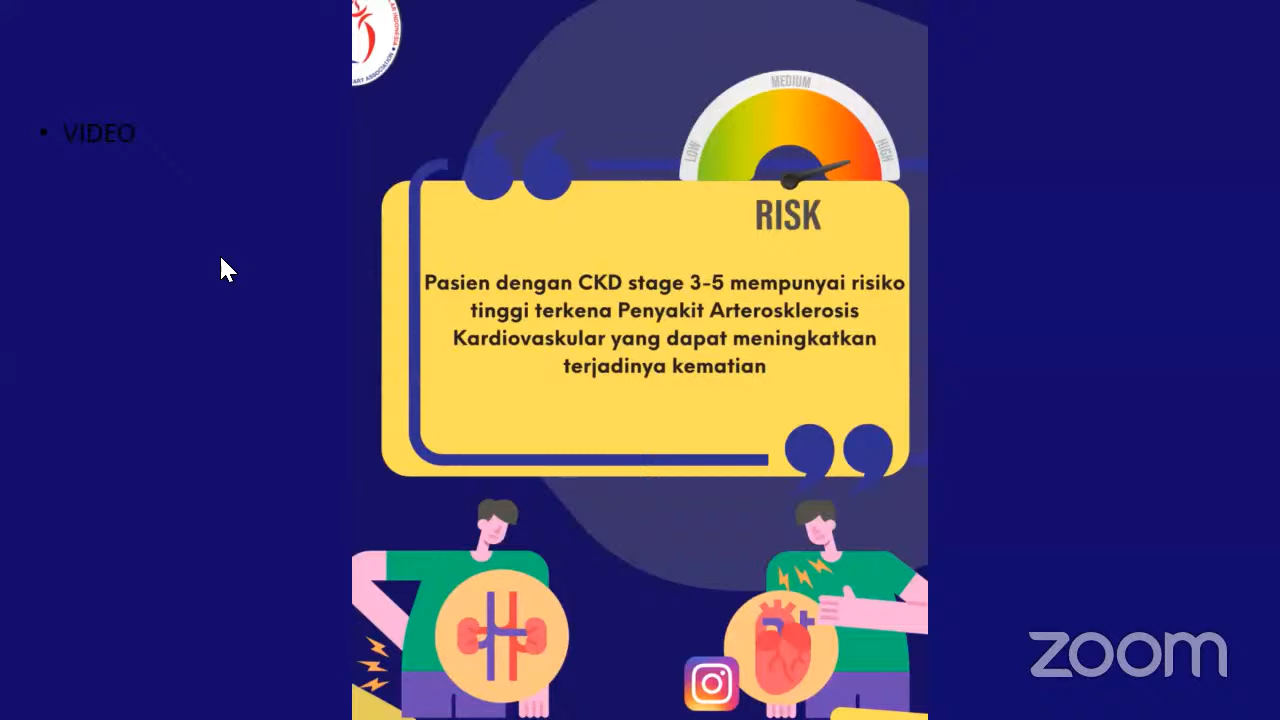 • VIDEO
LOW
MEDIUM
HIGH
RISK
Pasien dengan CKD stage 3-5 mempunyai risiko
tinggi terkena Penyakit Arterosklerosis
Kardiovaskular yang dapat meningkatkan
terjadinya kematian
zoom